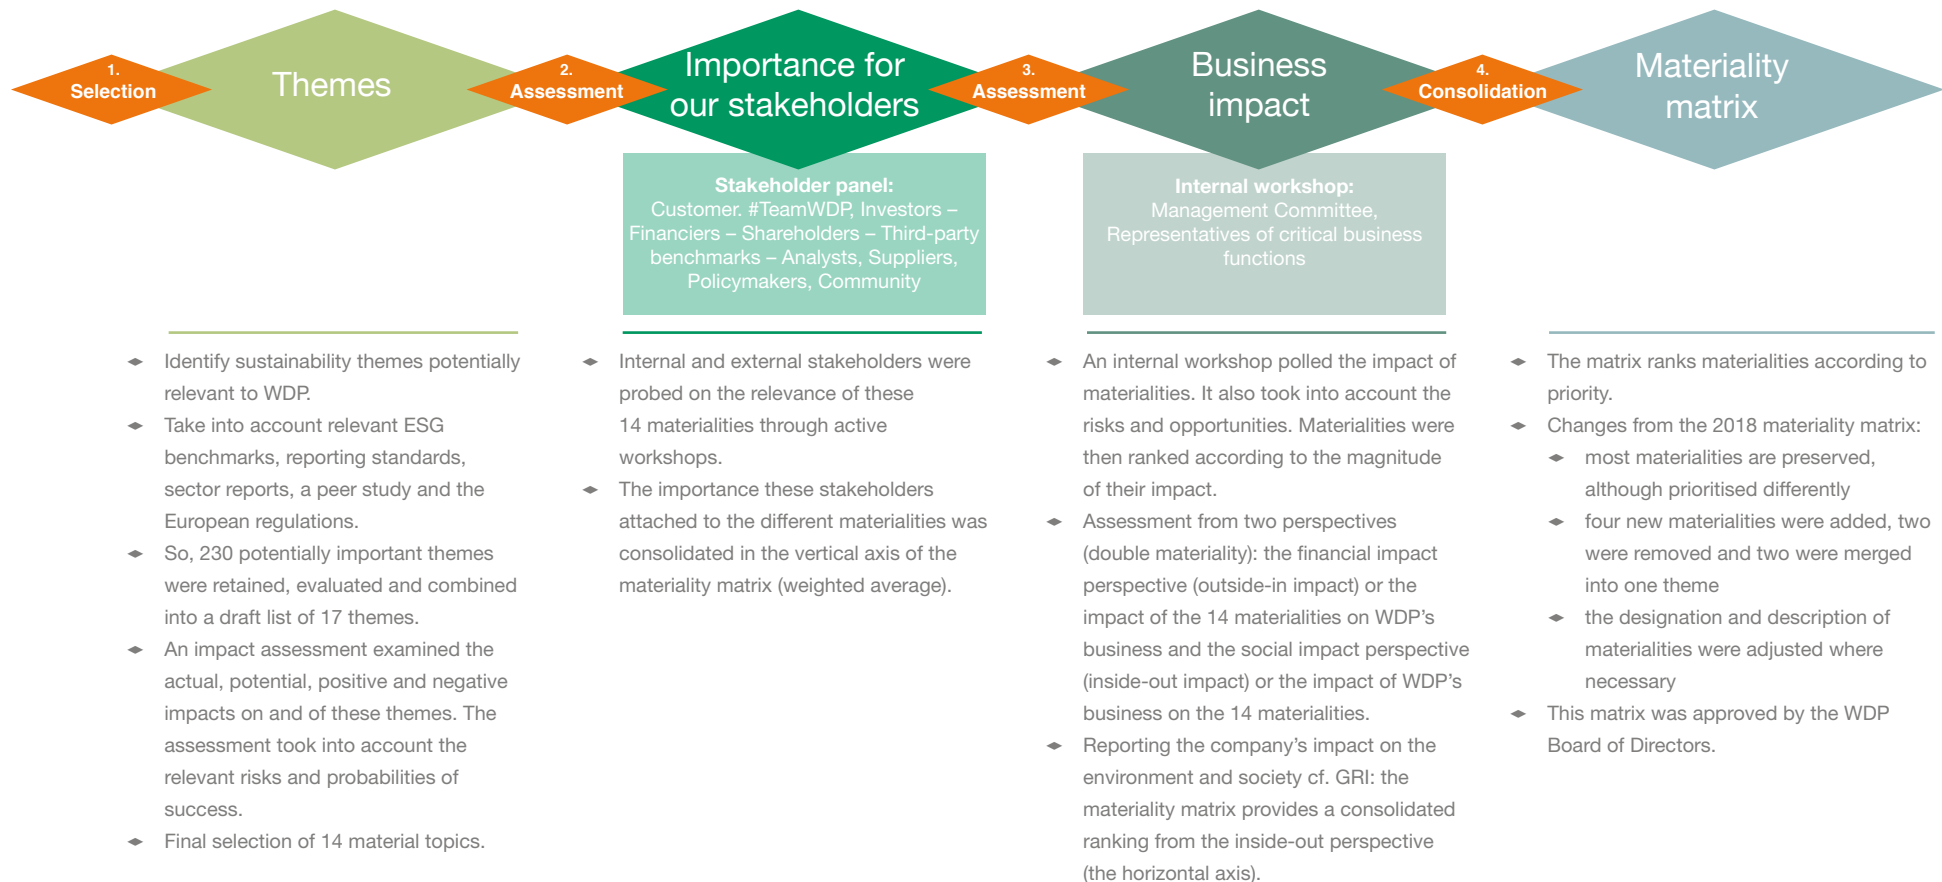 1.
Selection
Themes
2.
Assessment
Importance for
our stakeholders
3.
Assessment
Business
impact
4.
Consolidation
Materiality
matrix
Stakeholder panel:
Customer. #TeamWDP, Investors –
Financiers – Shareholders – Third-party
benchmarks – Analysts, Suppliers,
Policymakers, Community
Internal workshop:
Management Committee,
Representatives of critical business
functions
Identify sustainability themes potentially
relevant to WDP.
Take into account relevant ESG
benchmarks, reporting standards,
sector reports, a peer study and the
European regulations.
So, 230 potentially important themes
were retained, evaluated and combined
into a draft list of 17 themes.
An impact assessment examined the
actual, potential, positive and negative
impacts on and of these themes. The
assessment took into account the
relevant risks and probabilities of
success.
Final selection of 14 material topics.
Internal and external stakeholders were
probed on the relevance of these
14 materialities through active
workshops.
The importance these stakeholders
attached to the different materialities was
consolidated in the vertical axis of the
materiality matrix (weighted average).
An internal workshop polled the impact of
materialities. It also took into account the
risks and opportunities. Materialities were
then ranked according to the magnitude
of their impact.
Assessment from two perspectives
(double materiality): the financial impact
perspective (outside-in impact) or the
impact of the 14 materialities on WDP’s
business and the social impact perspective
(inside-out impact) or the impact of WDP’s
business on the 14 materialities.
Reporting the company’s impact on the
environment and society cf. GRI: the
materiality matrix provides a consolidated
ranking from the inside-out perspective
(the horizontal axis).
The matrix ranks materialities according to
priority.
Changes from the 2018 materiality matrix:
most materialities are preserved,
although prioritised differently
four new materialities were added, two
were removed and two were merged
into one theme
the designation and description of
materialities were adjusted where
necessary
This matrix was approved by the WDP
Board of Directors.